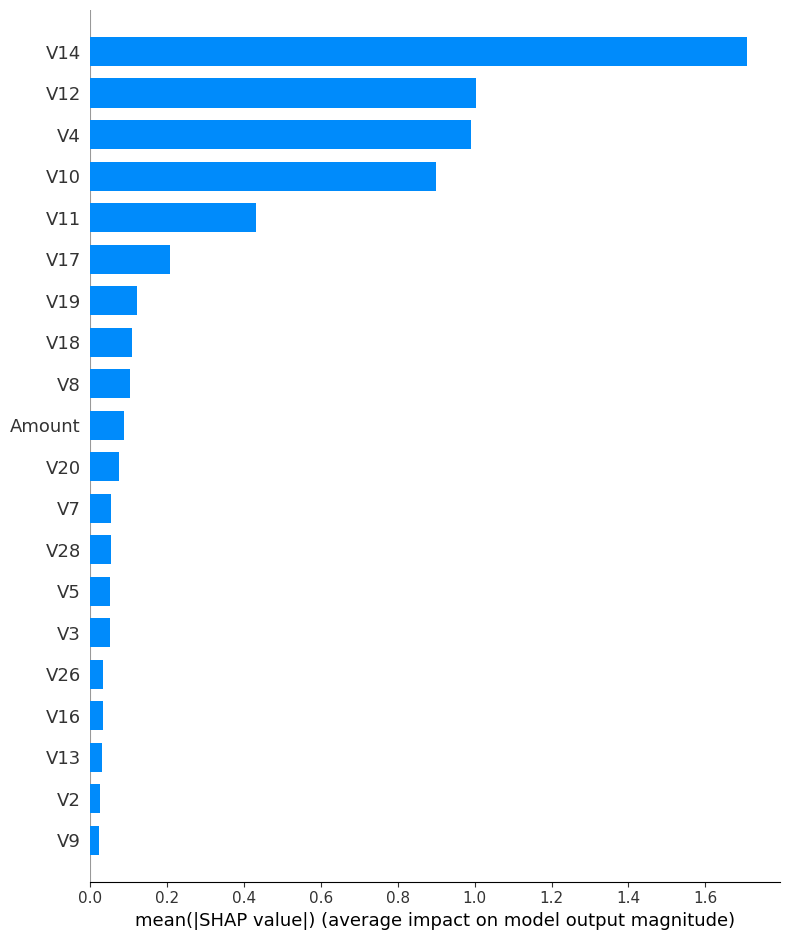 V14
V12
V4
V10
V11
V17
V19
V18
V8
Amount
V20
V7
V28
V5
V3
V26
V16
V13
V2
V9
0.0 0.2 0.4 0.6 0.8 1.0 1.2 1.4 1.6
mean(|SHAP value|) (average impact on model output magnitude)